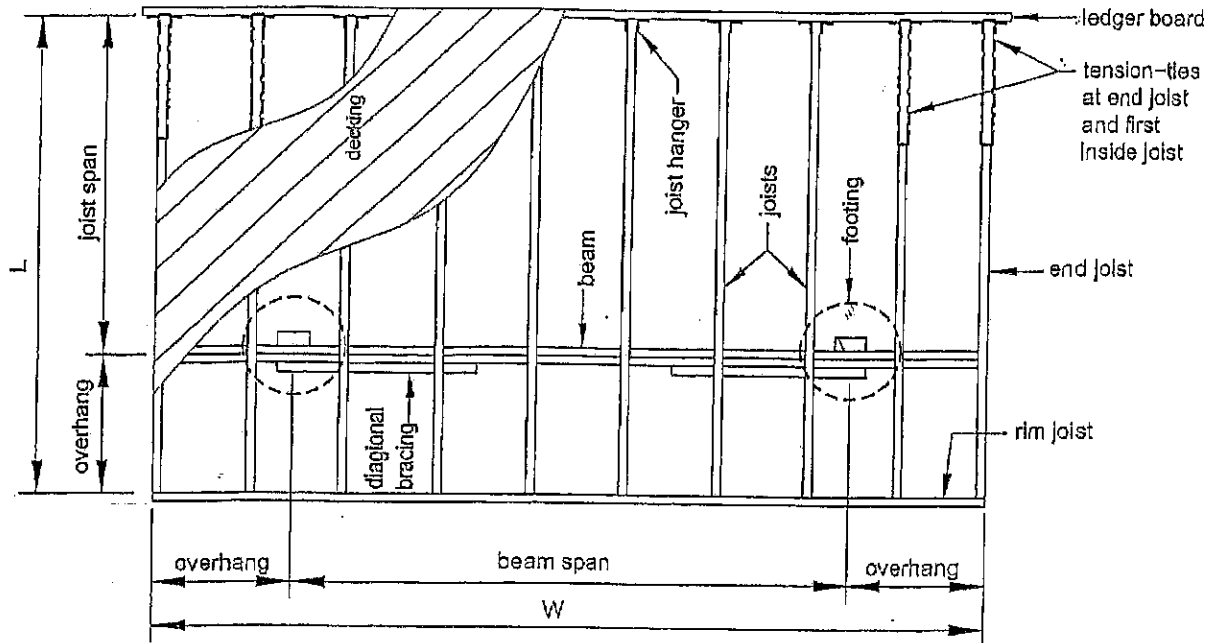 ledger board
tension-ties
at end joist
and first
inside joist
decking
joist hanger
joists
footing
joist span
L
beam
end joist
overhang
diagional
bracing
rim joist
overhang
beam span
overhang
W